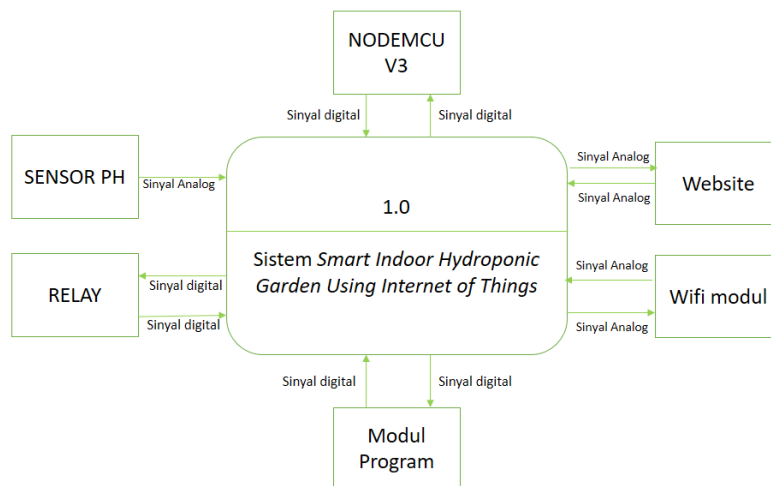 NODEMCU
V3
Sinyal digital
Sinyal digital
SENSOR PH
Sinyal Analog
Sinyal Analog
Sinyal Analog
Website
1.0
Sistem Smart Indoor Hydroponic
Garden Using Internet of Things
RELAY
Sinyal digital
Sinyal digital
Sinyal Analog
Sinyal Analog
Wifi modul
Sinyal digital
Sinyal digital
Modul
Program